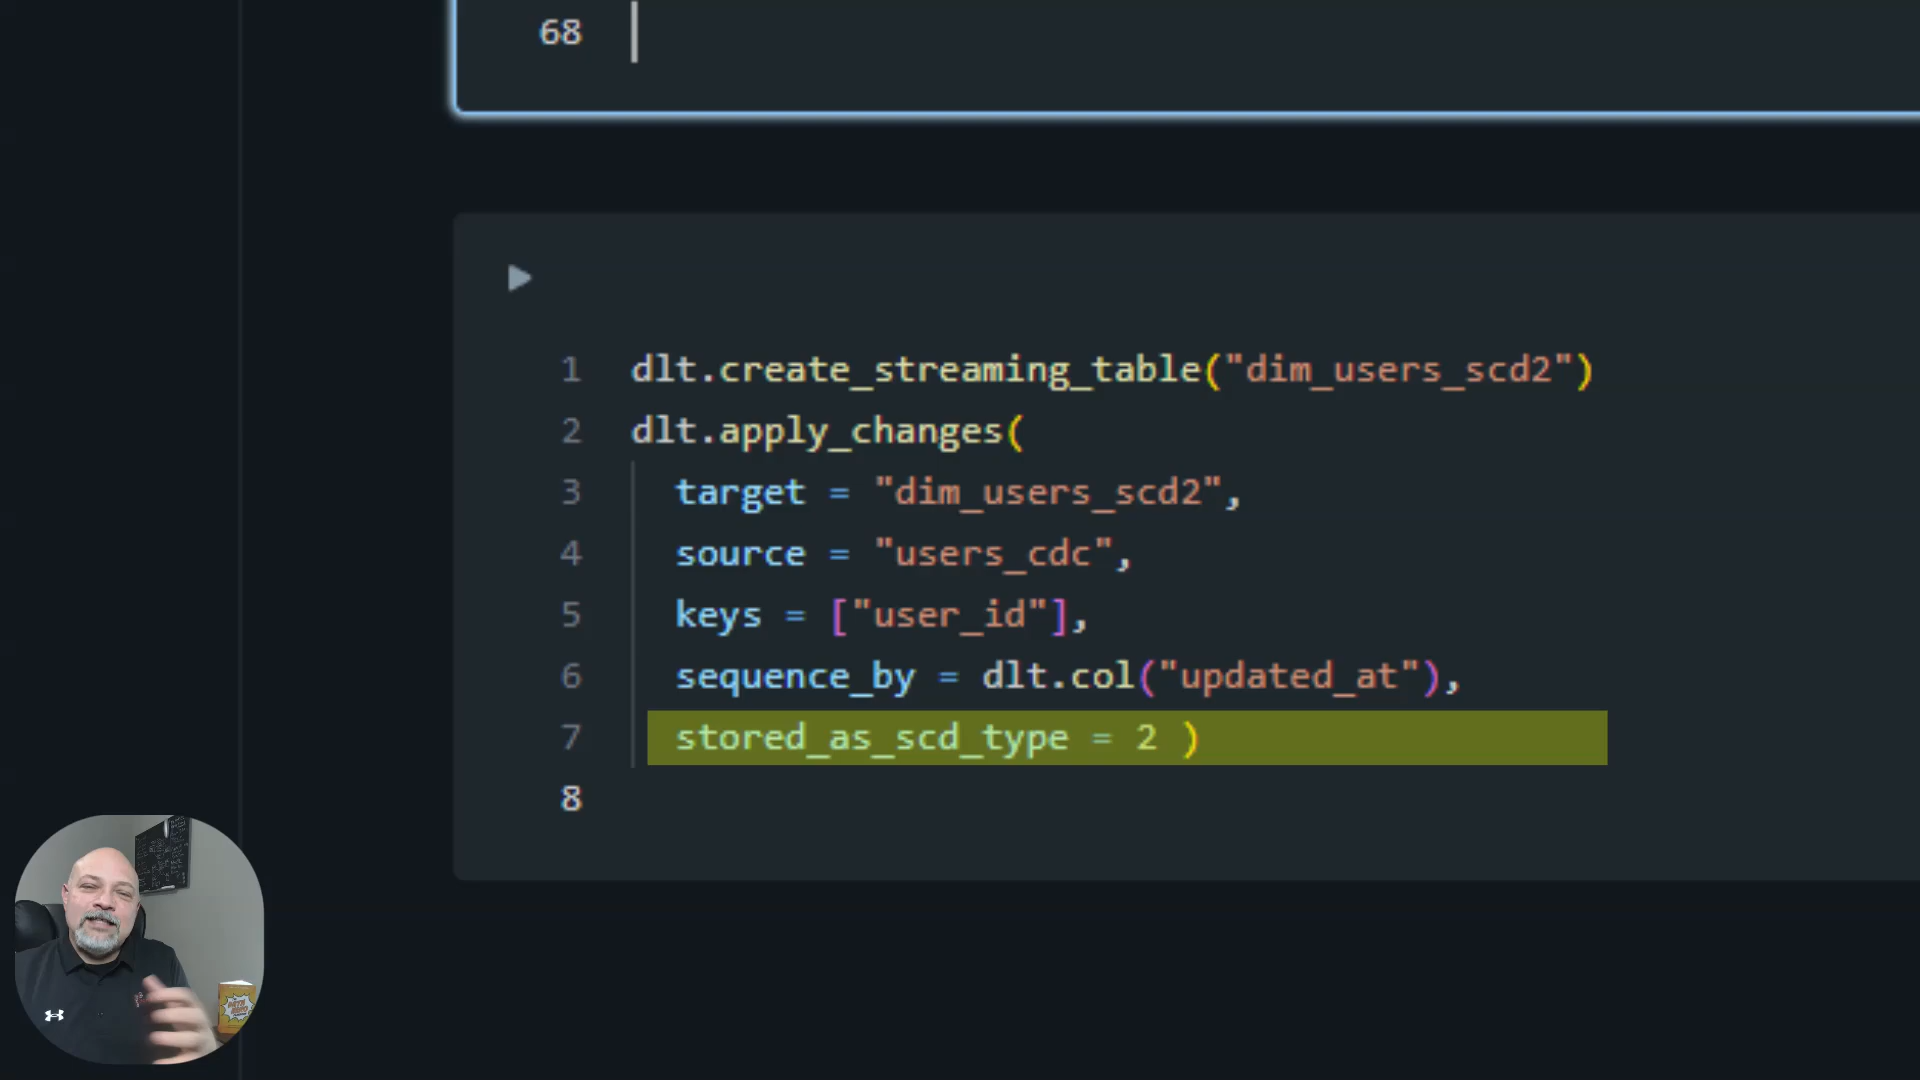 68
1 dlt.create_streaming_table("dim_users_scd2")
2 dlt.apply_changes(
3 target = "dim_users_scd2",
4 source = "users_cdc",
5 keys = ["user_id"],
6 sequence_by = dlt.col("updated_at"),
7 stored_as_scd_type = 2 )
8